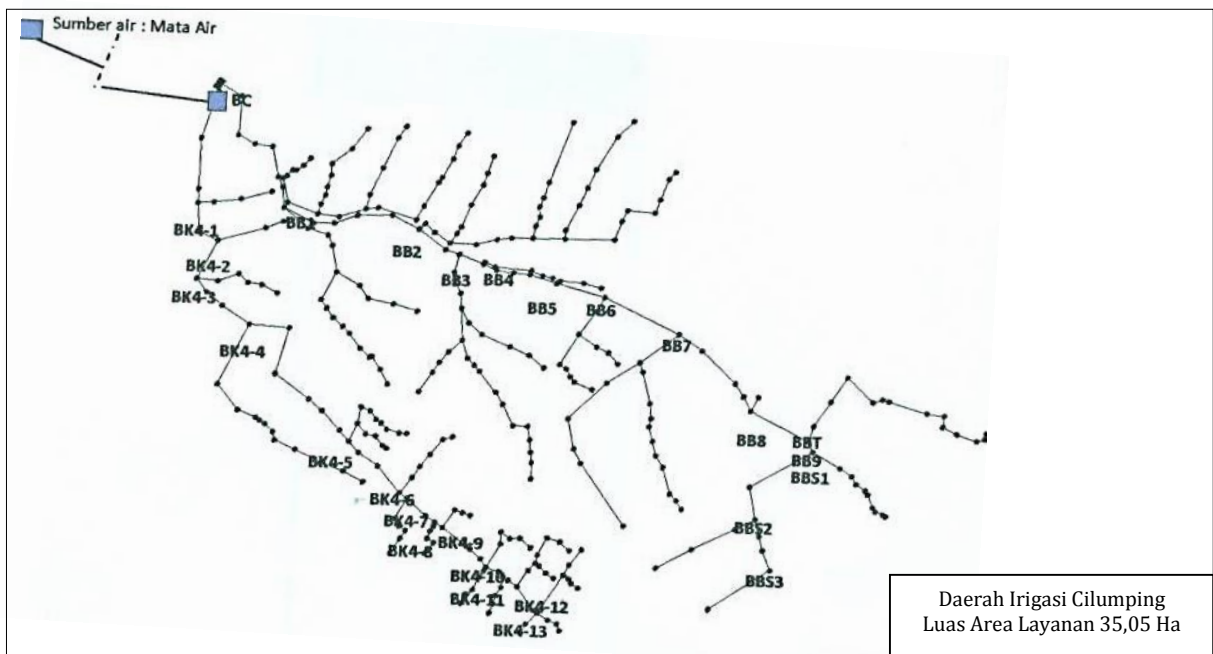 Sumber air : Mata Air
BC
BK4-1
BB1
BK4-2
BB2
BK4-3
BB3
BB4
BB5
BB6
BK4-4
BB7
BK4-5
BB8
BBT
BB9
BBS1
BK4-6
BK4-7
BK4-8
BK4-9
BBS2
BK4-10
BK4-11
BK4-12
BBS3
BK4-13
Daerah Irigasi Cilumping
Luas Area Layanan 35,05 Ha